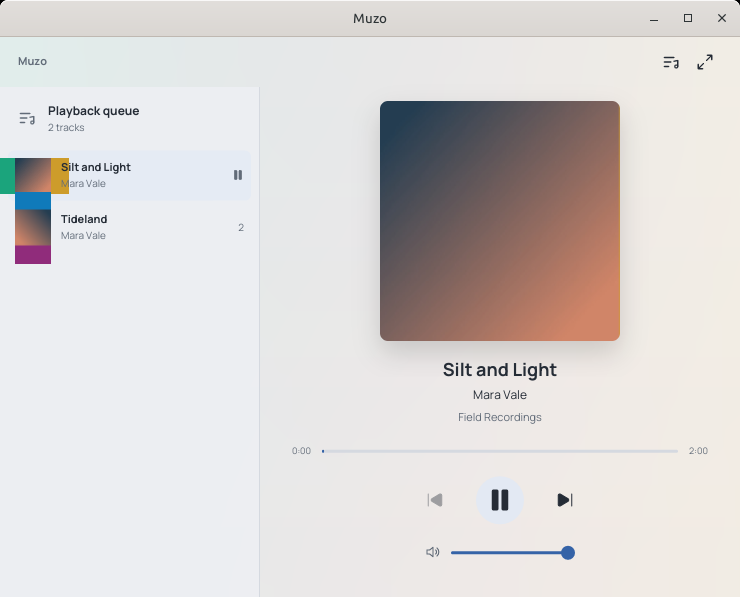 Muzo
Muzo
Playback queue
2 tracks
Silt and Light
Mara Vale
Tideland
Mara Vale
2
Silt and Light
Mara Vale
Field Recordings
0:00
2:00